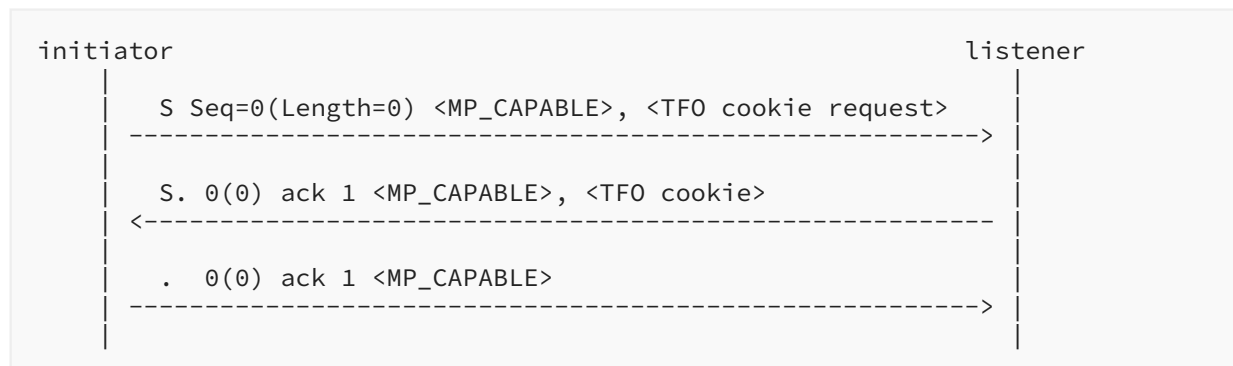 initiator listener
S Seq=0(Length=0) <MP_CAPABLE>, <TFO cookie request>
S. 0(0) ack 1 <MP_CAPABLE>, <TFO cookie>
. 0(0) ack 1 <MP_CAPABLE>